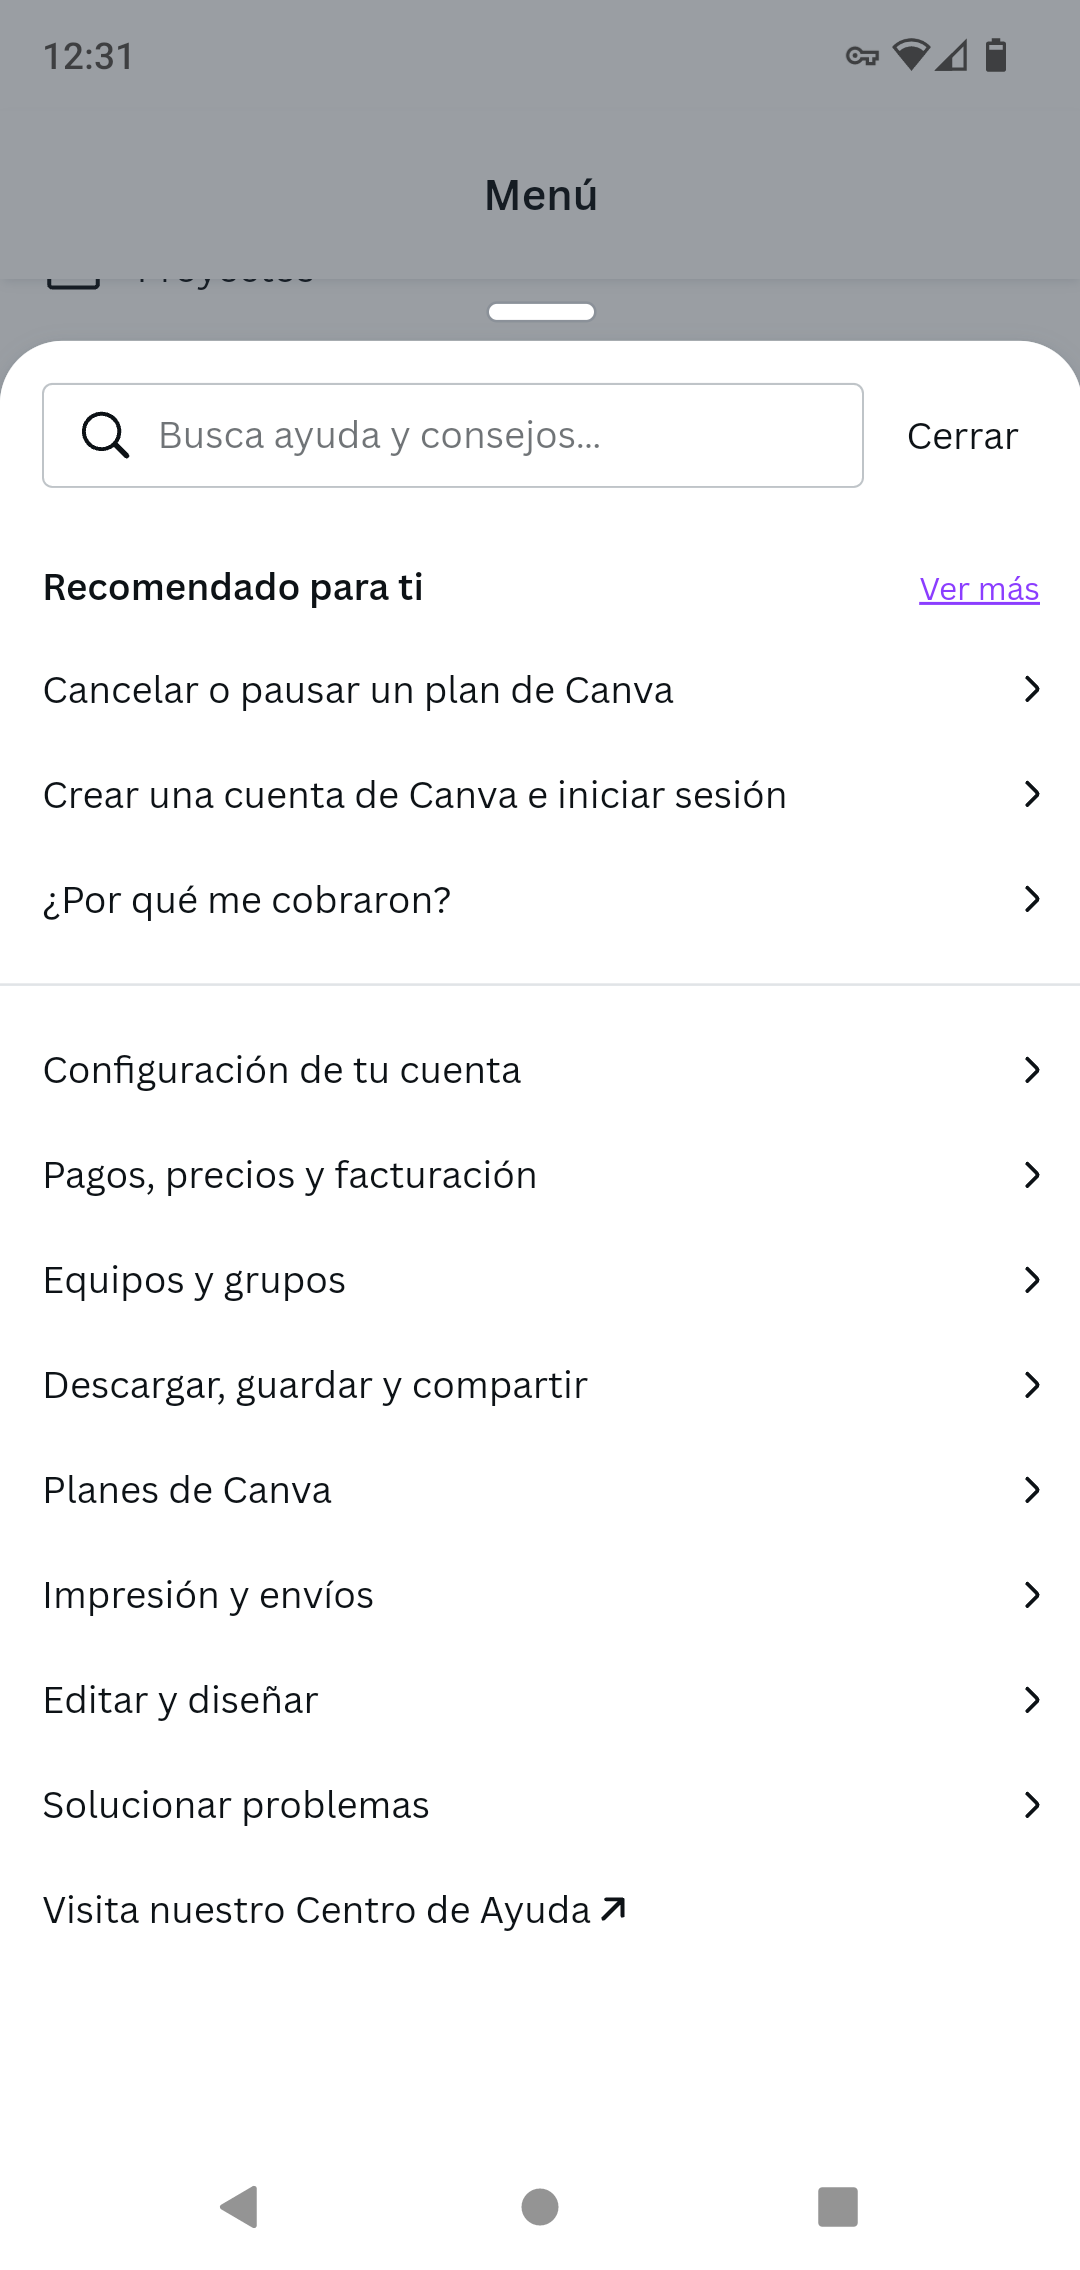 12:31
Menú
Proyectos
Busca ayuda y consejos...
Cerrar
Recomendado para ti
Ver más
Cancelar o pausar un plan de Canva
Crear una cuenta de Canva e iniciar sesión
¿Por qué me cobraron?
Configuración de tu cuenta
Pagos, precios y facturación
Equipos y grupos
Descargar, guardar y compartir
Planes de Canva
Impresión y envíos
Editar y diseñar
Solucionar problemas
Visita nuestro Centro de Ayuda